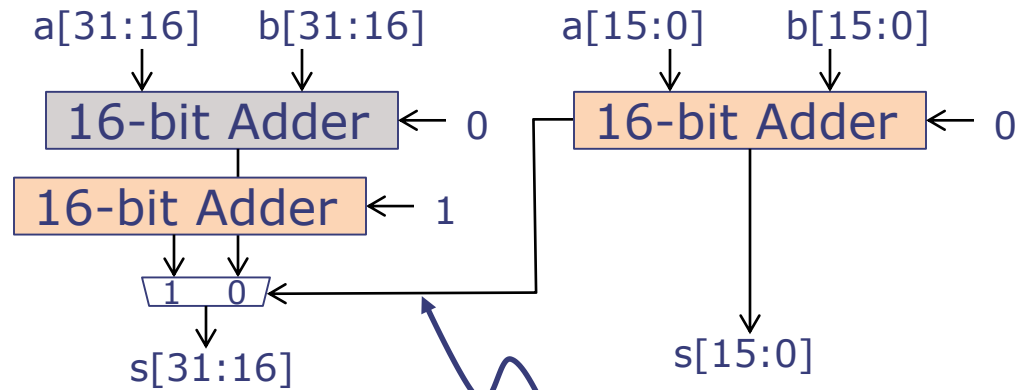 a[31:16] b[31:16] a[15:0] b[15:0]
16-bit Adder 0 16-bit Adder 0
16-bit Adder 1
1 0
s[31:16] s[15:0]